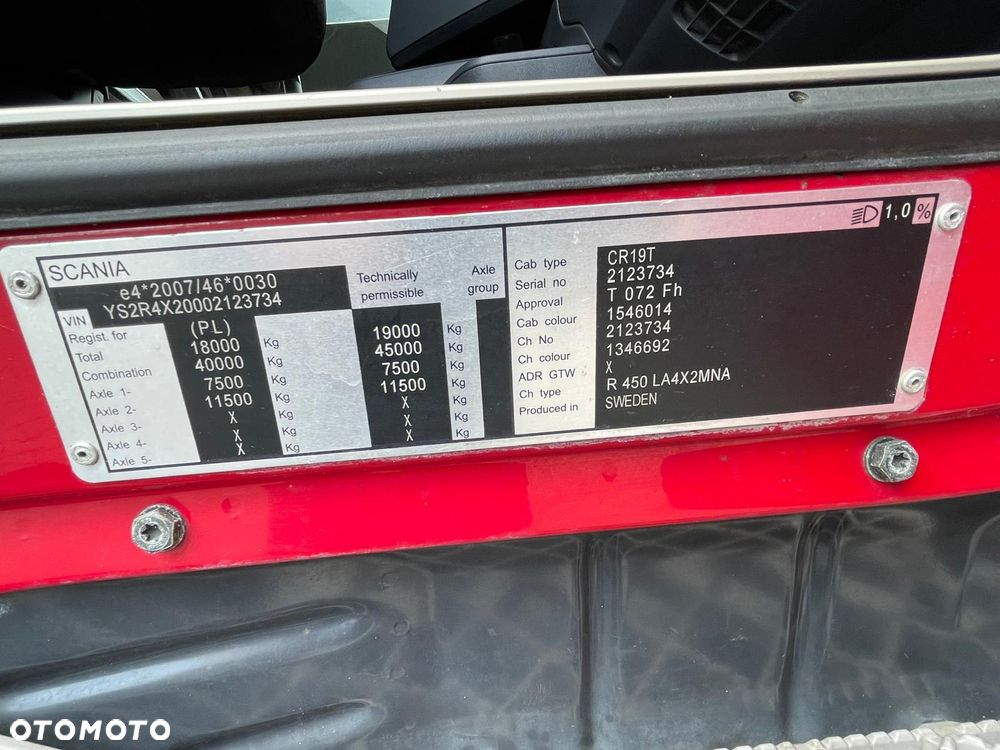 SCANIA
e4*2007/46*0030
VIN YS2R4X20002123734
Regist. for (PL)
Technically permissible
Axle group
Total 18000 Kg 19000 Kg
Combination 40000 Kg 45000 Kg
Axle 1- 7500 Kg 7500 Kg
Axle 2- 11500 Kg 11500 Kg
Axle 3- X Kg X Kg
Axle 4- X Kg X Kg
Axle 5- X Kg X Kg
1,0 %
Cab type CR19T
Serial no 2123734
Approval T 072 Fh
Cab colour 1546014
Ch No 2123734
Ch colour 1346692
ADR GTW X
Ch type R 450 LA4X2MNA
Produced in SWEDEN
OTOMOTO